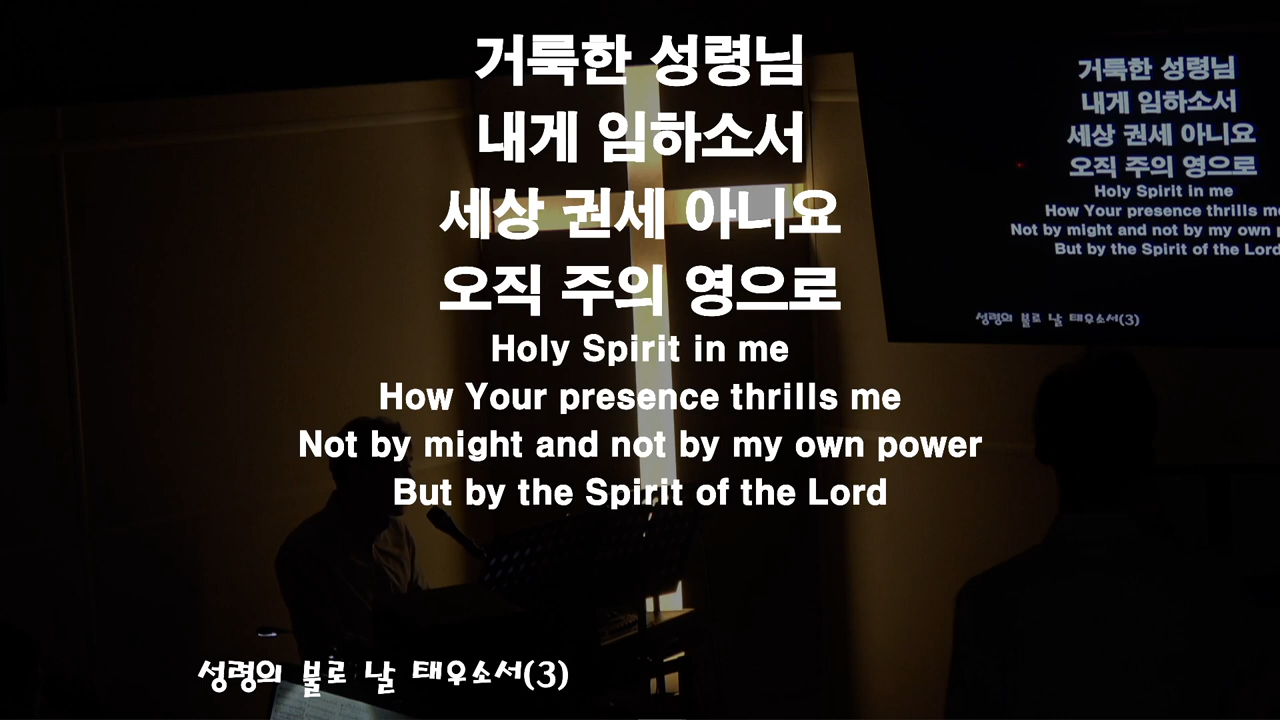 거룩한 성령님
내게 임하소서
세상 권세 아니요
오직 주의 영으로
Holy Spirit in me
How Your presence thrills me
Not by might and not by my own power
But by the Spirit of the Lord
성령의 불로 날 태우소서(3)
거룩한 성령님
내게 임하소서
세상 권세 아니요
오직 주의 영으로
Holy Spirit in me
How Your presence thrills m
Not by might and not by my own
But by the Spirit of the Lord
성령의 불로 날 태우소서(3)